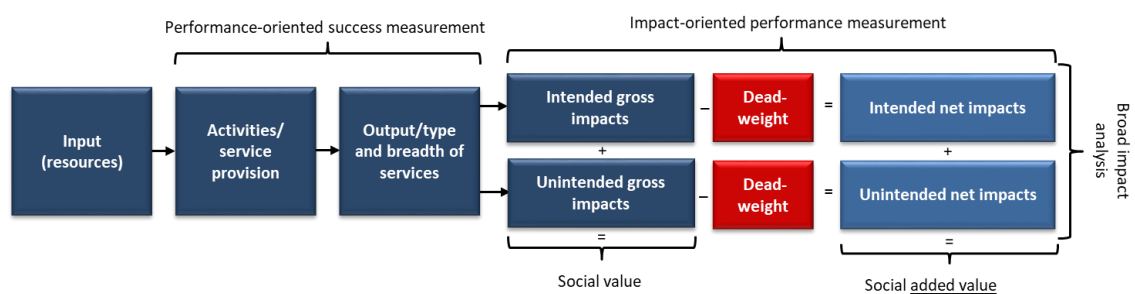 Performance-oriented success measurement
Impact-oriented performance measurement
Input
(resources)
Activities/
service
provision
Output/type
and breadth of
services
Intended gross
impacts
–
Dead-
weight
=
Intended net impacts
+
+
Unintended gross
impacts
–
Dead-
weight
=
Unintended net impacts
=
=
Social value
Social added value
Broad impact
analysis